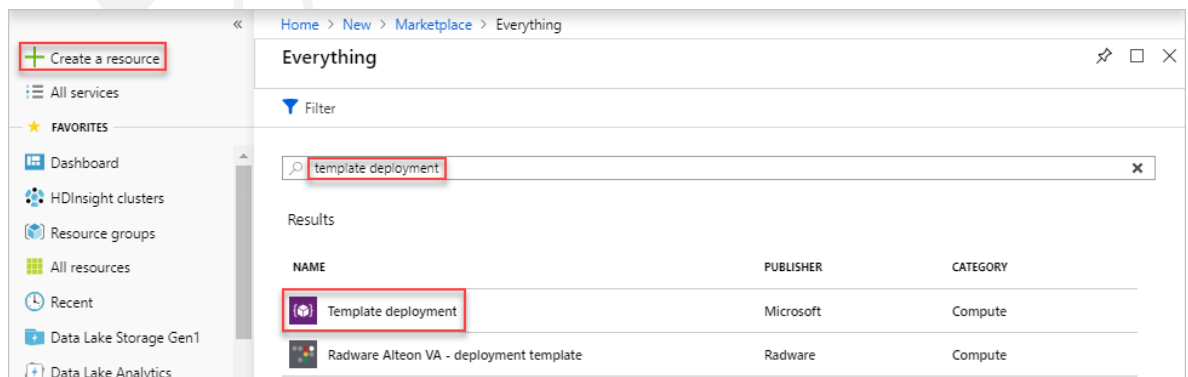 «
Home > New > Marketplace > Everything
Create a resource
Everything
All services
Filter
FAVORITES
Dashboard
template deployment
HDInsight clusters
Results
Resource groups
All resources
NAME PUBLISHER CATEGORY
Recent
Template deployment Microsoft Compute
Data Lake Storage Gen1
Radware Alteon VA - deployment template Radware Compute
Data Lake Analytics